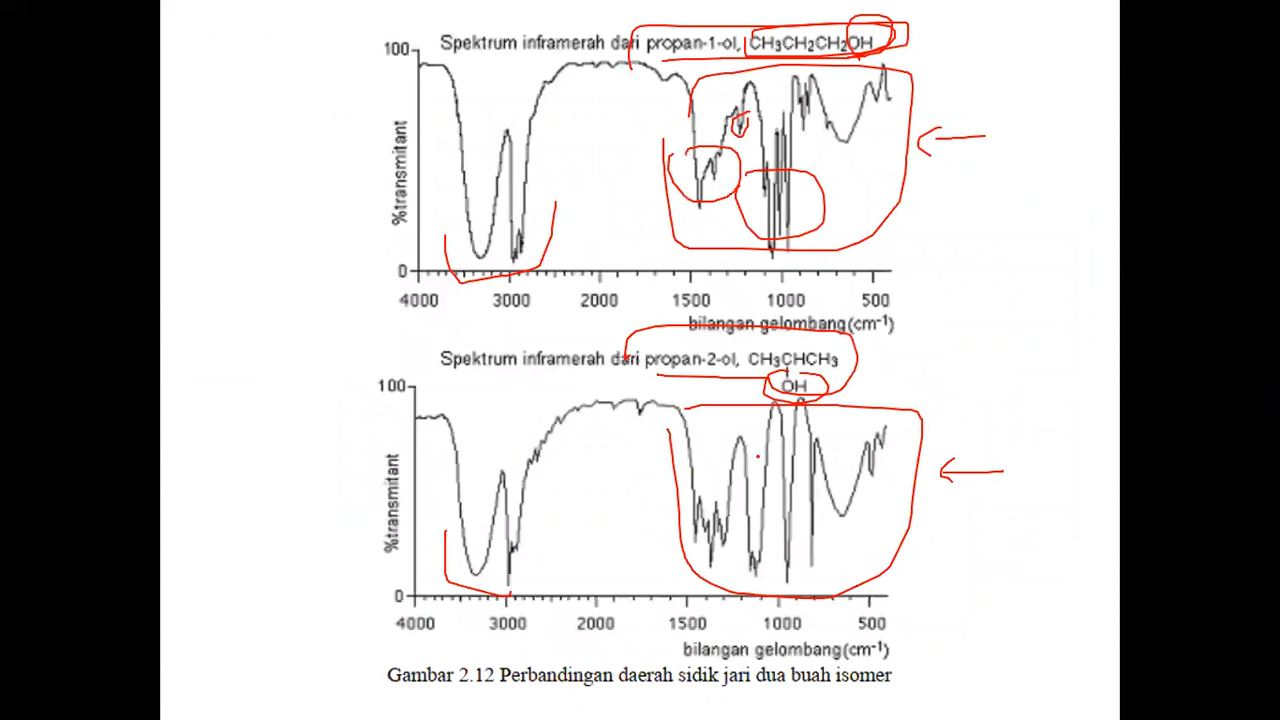 Spektrum inframerah dari propan-1-ol, CH3CH2CH2OH
100
%transmitant
0
4000 3000 2000 1500 1000 500
bilangan gelombang(cm-1)
Spektrum inframerah dari propan-2-ol, CH3CHCH3
OH
100
%transmitant
0
4000 3000 2000 1500 1000 500
bilangan gelombang(cm-1)
Gambar 2.12 Perbandingan daerah sidik jari dua buah isomer